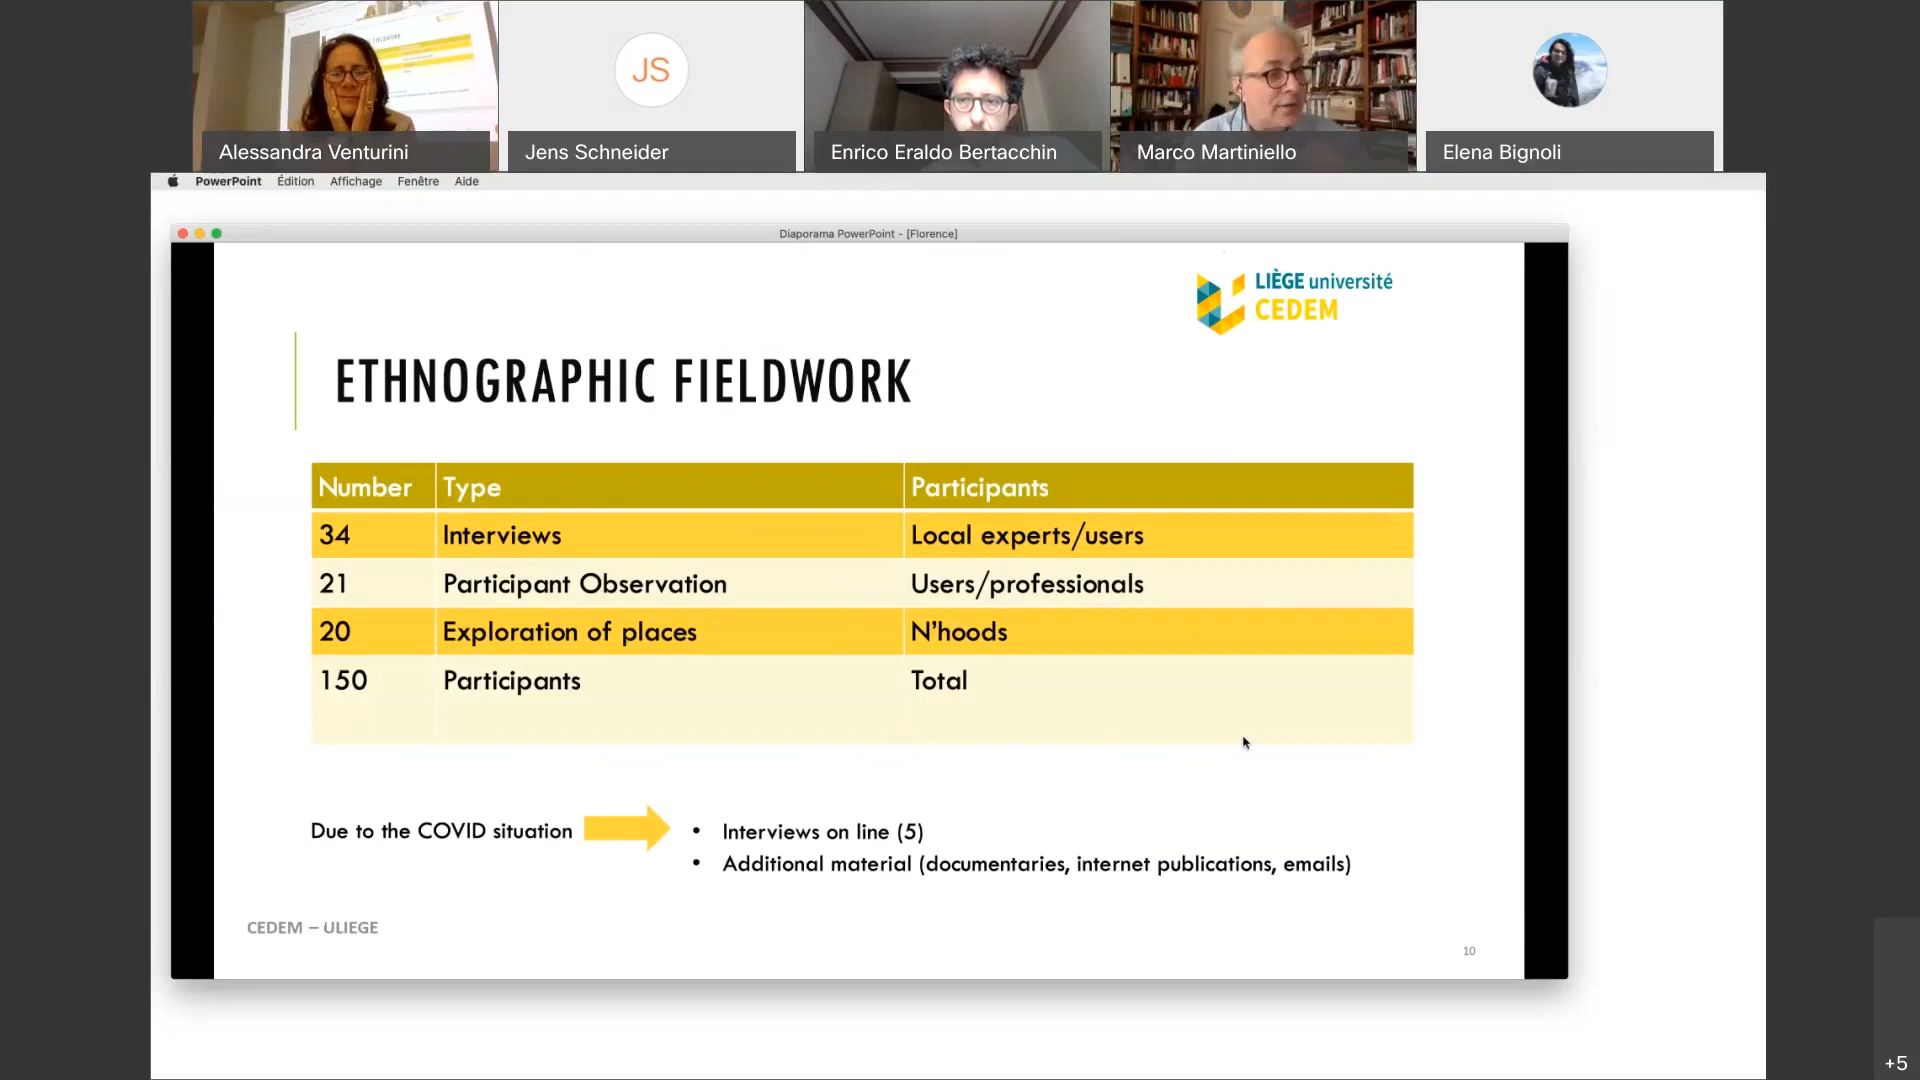 JS
Alessandra Venturini
Jens Schneider
Enrico Eraldo Bertacchin
Marco Martiniello
Elena Bignoli
PowerPoint Édition Affichage Fenêtre Aide
Diaporama PowerPoint - [Florence]
LIÈGE université
CEDEM
ETHNOGRAPHIC FIELDWORK
Number Type Participants
34 Interviews Local experts/users
21 Participant Observation Users/professionals
20 Exploration of places N'hoods
150 Participants Total
Due to the COVID situation
• Interviews on line (5)
• Additional material (documentaries, internet publications, emails)
CEDEM – ULIEGE
10
+5